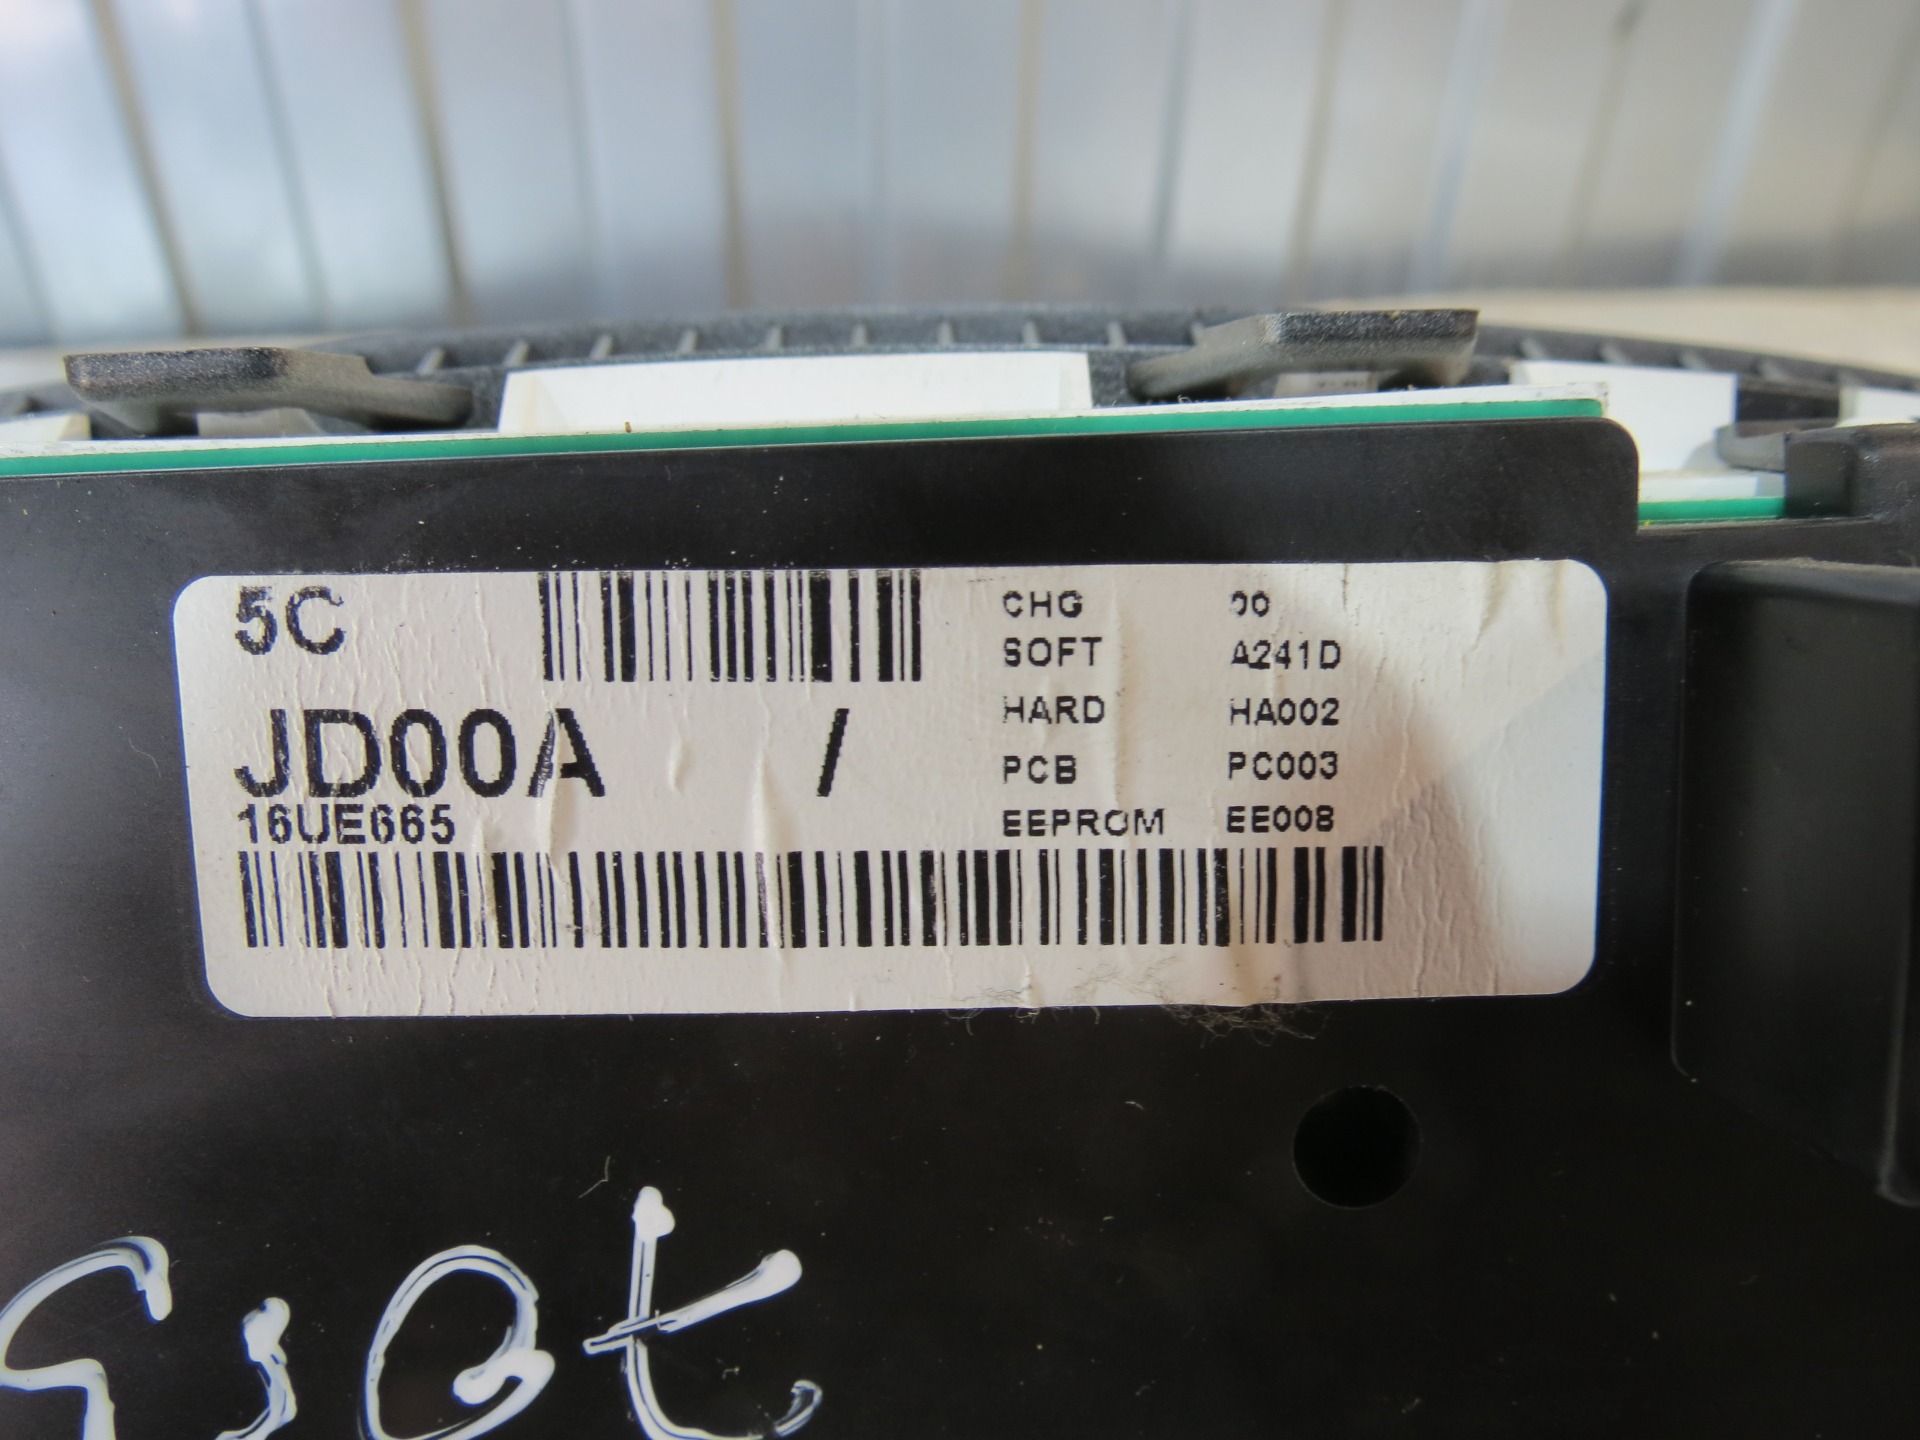 5C
JD00A /
16UE665
CHG 00
SOFT A241D
HARD HA002
PCB PC003
EEPROM EE008